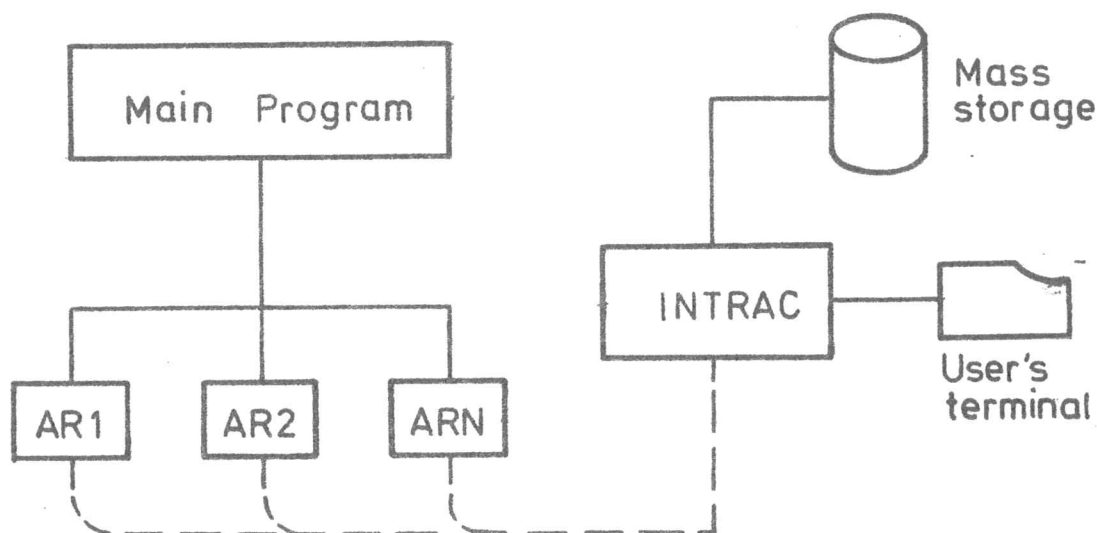 Main Program
Mass
storage
INTRAC
User's
terminal
AR1
AR2
ARN